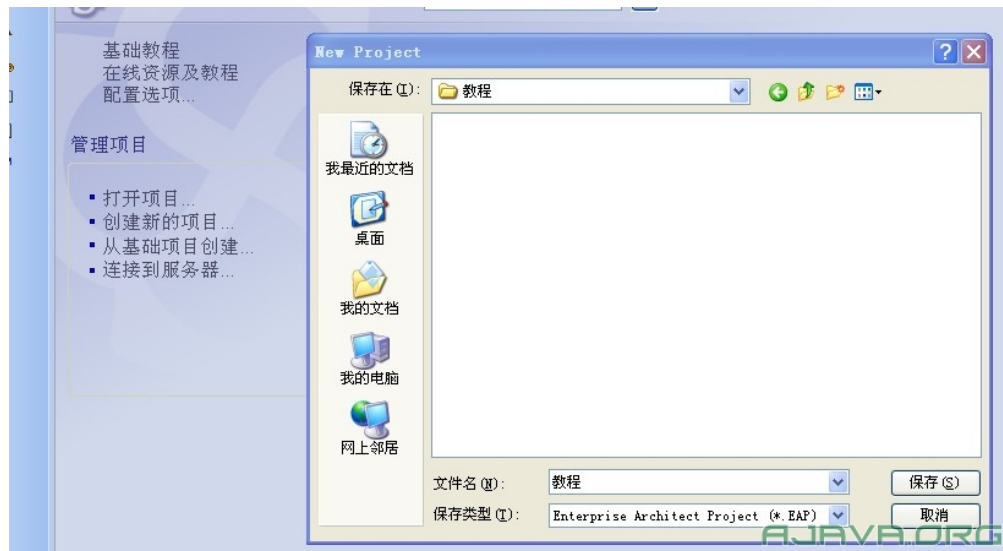 基础教程
在线资源及教程
配置选项...
管理项目
打开项目...
创建新的项目...
从基础项目创建...
连接到服务器...
New Project
保存在(I):
教程
我最近的文档
桌面
我的文档
我的电脑
网上邻居
文件名(N):
教程
保存(S)
保存类型(T):
Enterprise Architect Project (*.EAP)
取消
AJAVA.ORG